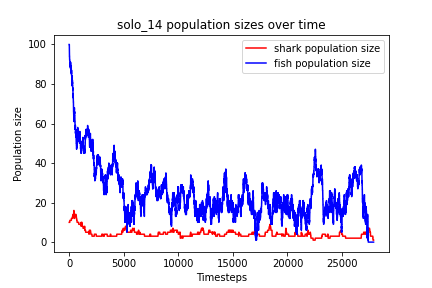 solo_14 population sizes over time
shark population size
fish population size
Population size
100
80
60
40
20
0
0
5000
10000
15000
20000
25000
Timesteps